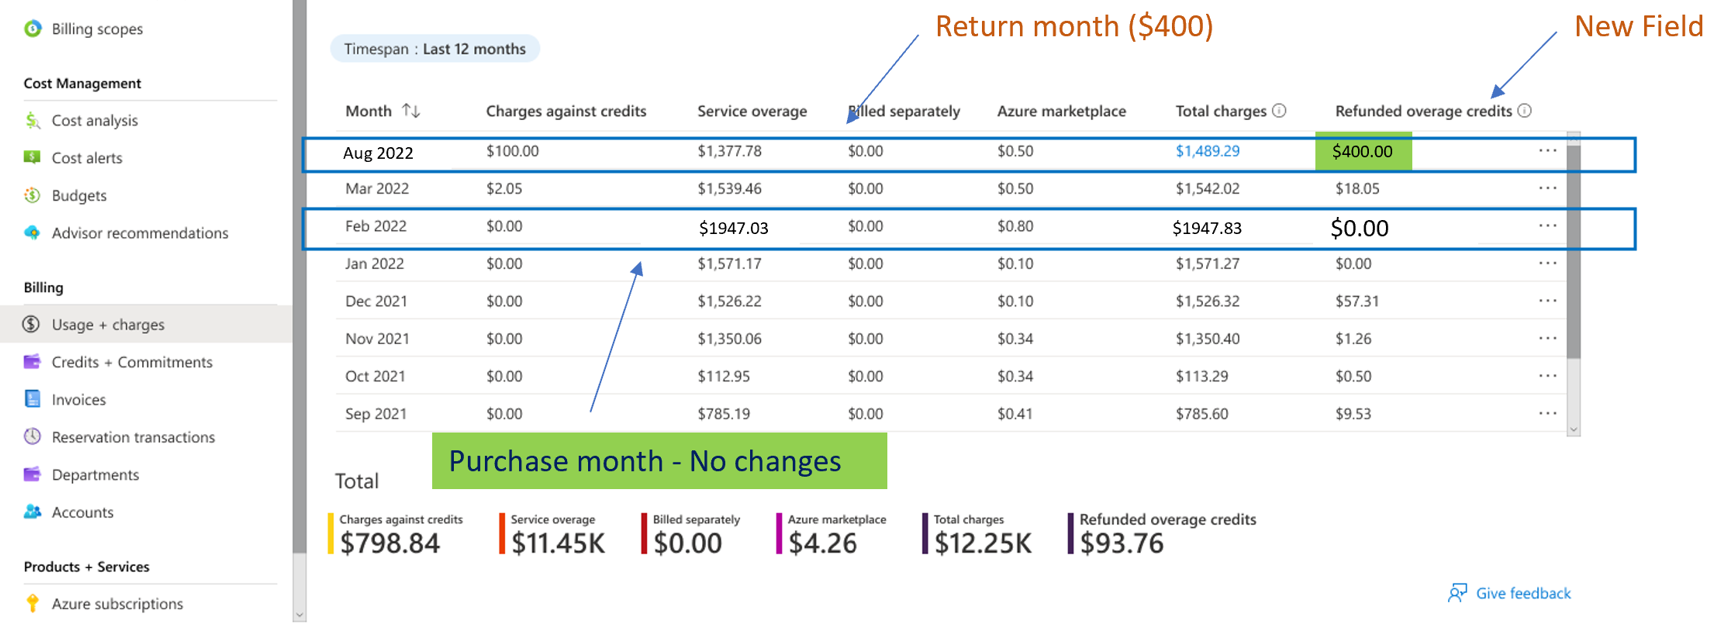 Billing scopes
Cost Management
Cost analysis
Cost alerts
Budgets
Advisor recommendations
Billing
Usage + charges
Credits + Commitments
Invoices
Reservation transactions
Departments
Accounts
Products + Services
Azure subscriptions
Return month ($400)
New Field
Timespan : Last 12 months
Month ↑↓ Charges against credits Service overage Billed separately Azure marketplace Total charges Refunded overage credits
Aug 2022 $100.00 $1,377.78 $0.00 $0.50 $1,489.29 $400.00 ...
Mar 2022 $2.05 $1,539.46 $0.00 $0.50 $1,542.02 $18.05 ...
Feb 2022 $0.00 $1947.03 $0.00 $0.80 $1947.83 $0.00 ...
Jan 2022 $0.00 $1,571.17 $0.00 $0.10 $1,571.27 $0.00 ...
Dec 2021 $0.00 $1,526.22 $0.00 $0.10 $1,526.32 $57.31 ...
Nov 2021 $0.00 $1,350.06 $0.00 $0.34 $1,350.40 $1.26 ...
Oct 2021 $0.00 $112.95 $0.00 $0.34 $113.29 $0.50 ...
Sep 2021 $0.00 $785.19 $0.00 $0.41 $785.60 $9.53 ...
Purchase month - No changes
Total
Charges against credits Service overage Billed separately Azure marketplace Total charges Refunded overage credits
$798.84 $11.45K $0.00 $4.26 $12.25K $93.76
Give feedback